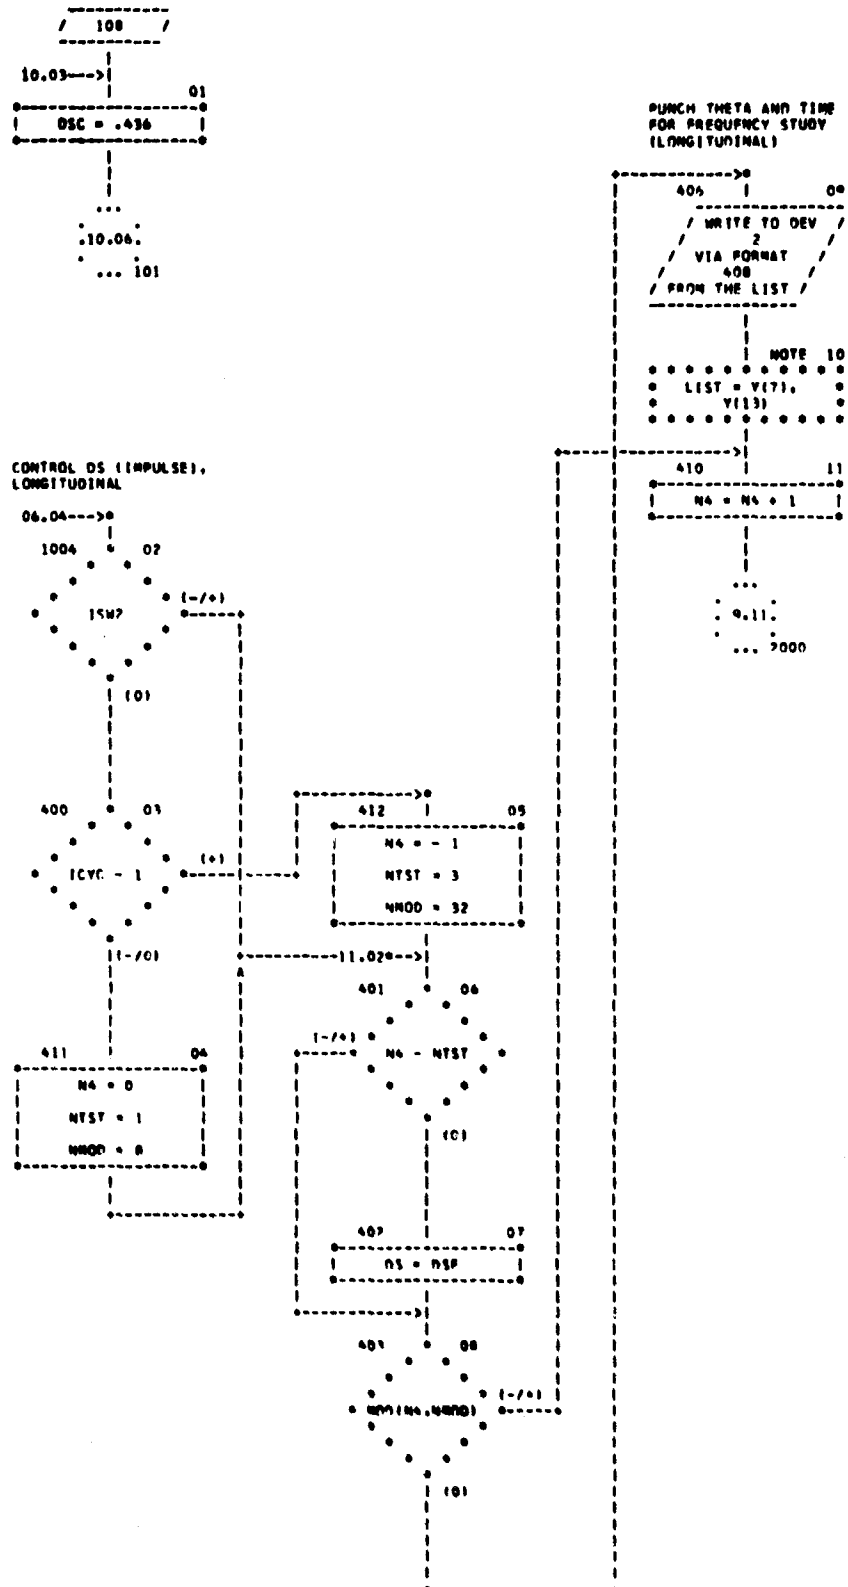 / 108 /
10.03--->
01
DSC = .436
.10.06.
... 101
CONTROL DS (IMPULSE),
LONGITUDINAL
06.04--->
1004 02
ISW2
(-/+)
(0)
400 03
ICYC - 1
(+)
(-/0)
411 04
N4 = 0
NTST = 1
NMOD = 8
412 05
N4 = - 1
NTST = 3
NMOD = 32
11.02
401 06
(-/+)
N4 - NTST
(0)
407
07
DS = DSF
403 08
MOD(N4,NMOD)
(-/+)
(0)
PUNCH THETA AND TIME
FOR FREQUENCY STUDY
(LONGITUDINAL)
406 09
/ WRITE TO DEV /
2
VIA FORMAT
408
/ FROM THE LIST /
NOTE 10
LIST = Y(7),
Y(13)
410 11
N4 = N4 + 1
9.11.
... 2000